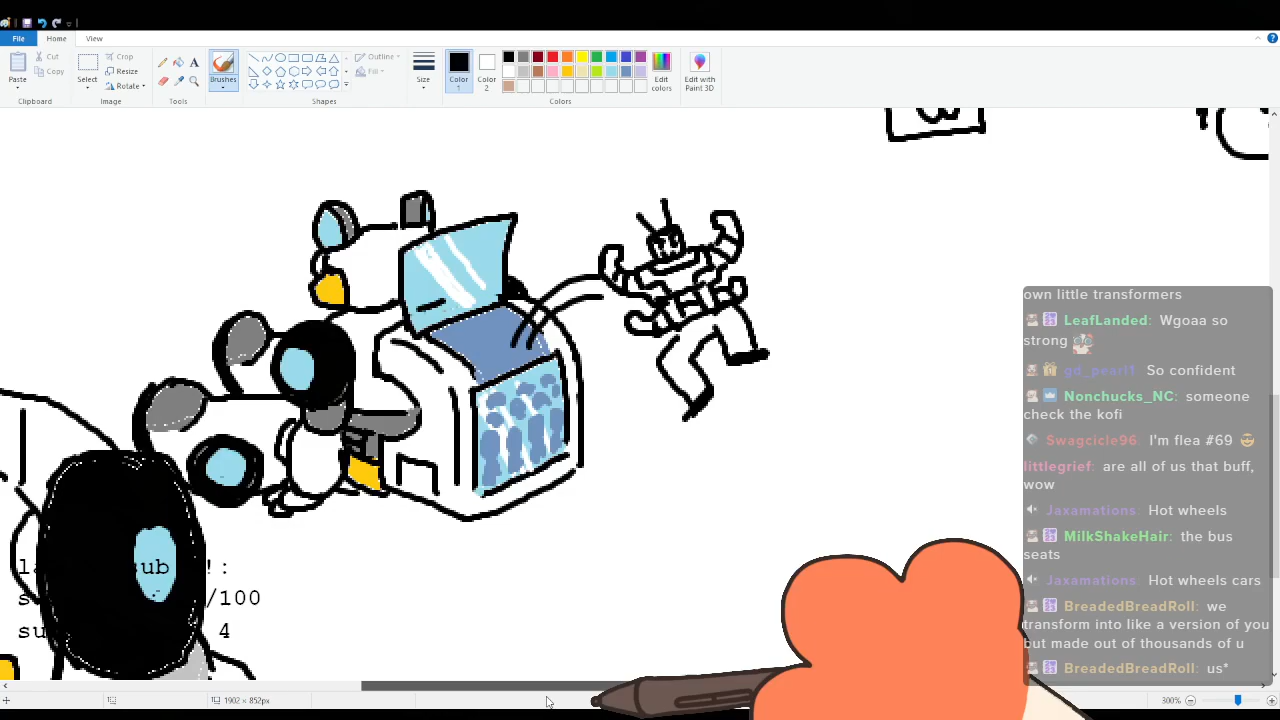 File
Home
View
Cut
Copy
Paste
Crop
Resize
Rotate
Select
Brushes
Outline
Fill
Size
Color
1
Color
2
Edit
colors
Edit with
Paint 3D
Clipboard
Image
Tools
Shapes
Colors
own little transformers
LeafLanded: Wgoaa so
strong
gd_pearl1 So confident
Nonchucks_NC: someone
check the kofi
Swagcicle96: I'm flea #69
littlegrief: are all of us that buff,
wow
Jaxamations: Hot wheels
MilkShakeHair: the bus
seats
Jaxamations: Hot wheels cars
BreadedBreadRoll: we
transform into like a version of you
but made out of thousands of u
BreadedBreadRoll: us*
sub !:
/100
4
1902 × 852px
300%